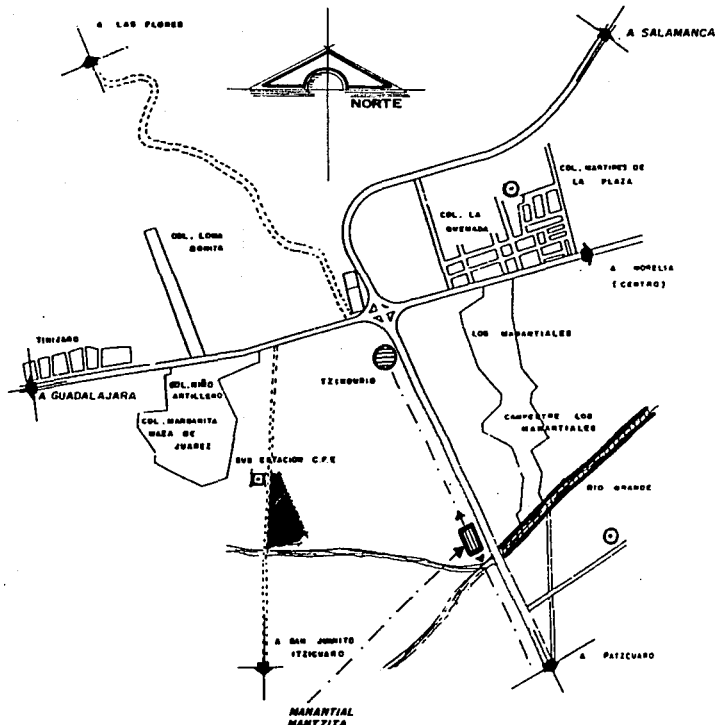 A LAS FLORES
A SALAMANCA
NORTE
COL. MARTIRES DE
LA PLAZA
COL. LA
QUEMADA
COL. LOMA
BONITA
A MORELIA
(CENTRO)
TINIJARO
LOS MANANTIALES
TZINDURIO
A GUADALAJARA
COL. NIÑO
ARTILLERO
COL. MARGARITA
MAZA DE
JUAREZ
CAMPESTRE LOS
MANANTIALES
SUB ESTACION C.F.E
RIO GRANDE
A SAN JUANITO
ITZICUARO
A PATZCUARO
MANANTIAL
MANTZITA